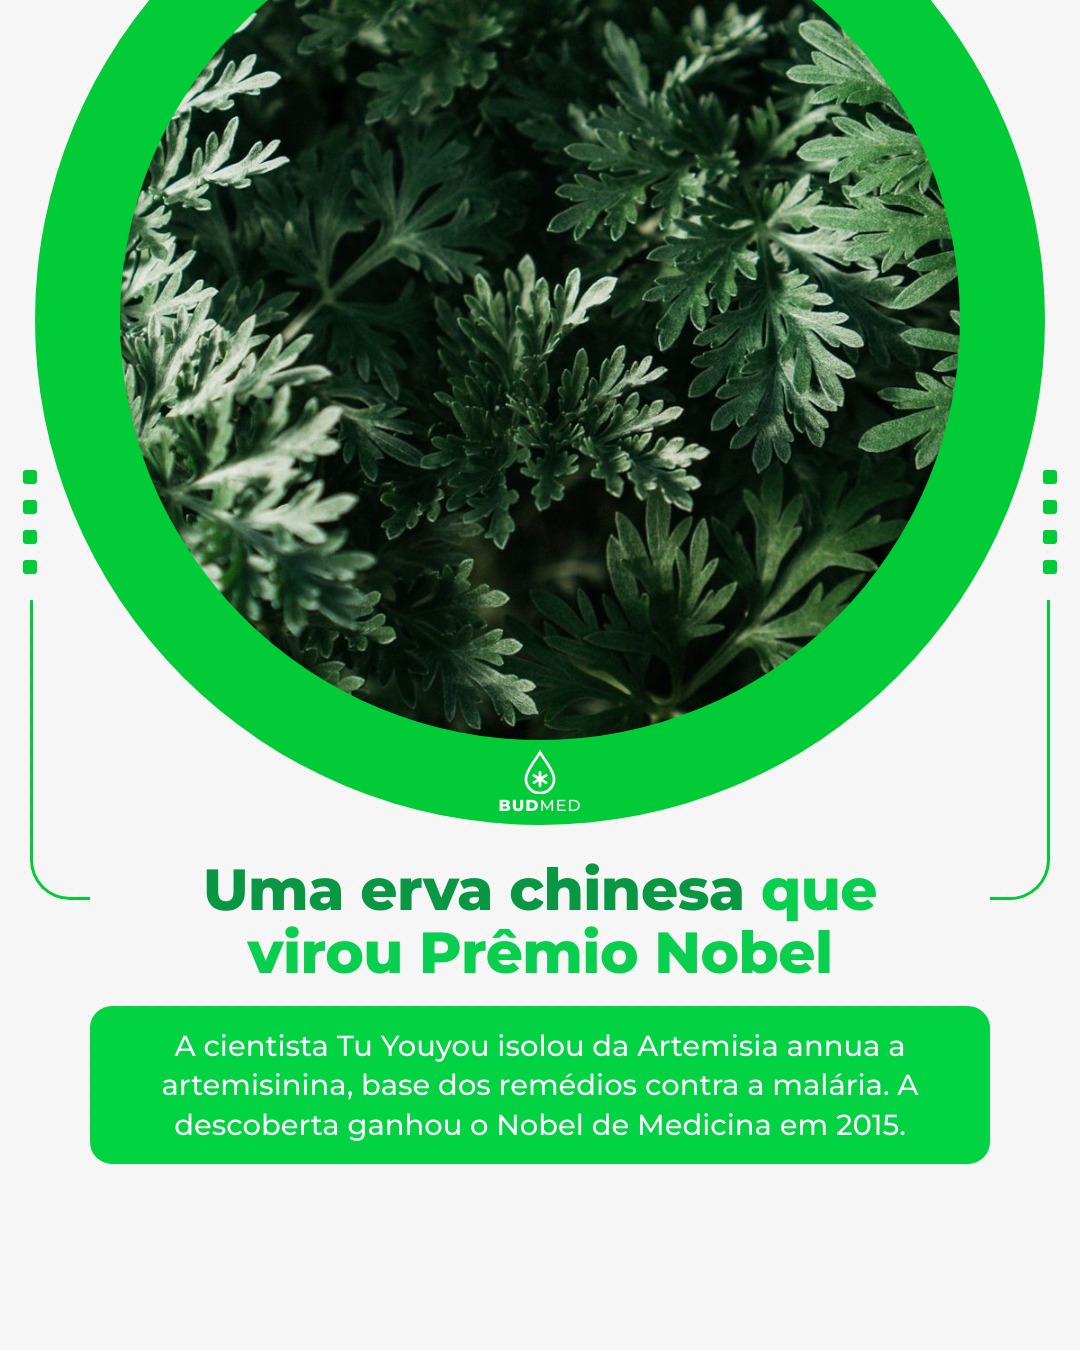 BUDMED
Uma erva chinesa que
virou Prêmio Nobel
A cientista Tu Youyou isolou da Artemisia annua a
artemisinina, base dos remédios contra a malária. A
descoberta ganhou o Nobel de Medicina em 2015.